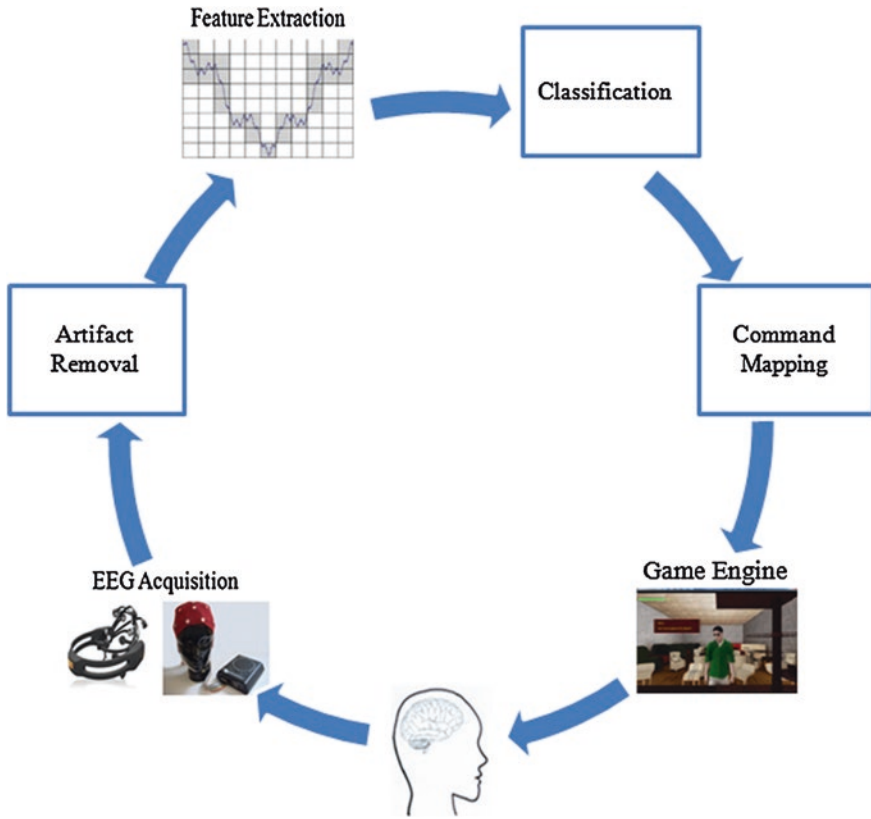 Feature Extraction
Classification
Artifact
Removal
Command
Mapping
EEG Acquisition
Game Engine